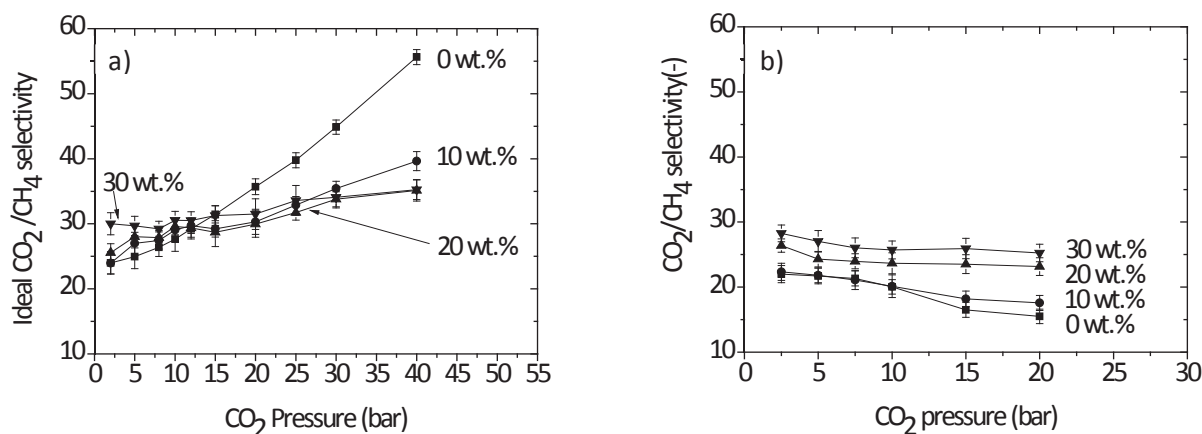 a)
Ideal CO2/CH4 selectivity
60
50
40
30
20
10
0 wt.%
10 wt.%
30 wt.%
20 wt.%
0 5 10 15 20 25 30 35 40 45 50 55
CO2 Pressure (bar)
b)
CO2/CH4 selectivity(-)
60
50
40
30
20
10
30 wt.%
20 wt.%
10 wt.%
0 wt.%
0 5 10 15 20 25 30
CO2 pressure (bar)